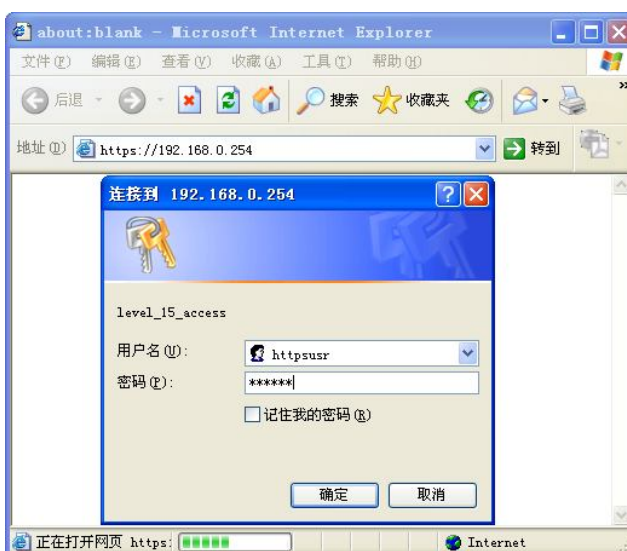 about:blank - Microsoft Internet Explorer
文件(F) 编辑(E) 查看(V) 收藏(A) 工具(T) 帮助(H)
后退 搜索 收藏夹
地址(D) https://192.168.0.254 转到
连接到 192.168.0.254
level_15_access
用户名(U): httpsusr
密码(P): ******
记住我的密码(R)
确定 取消
正在打开网页 https: Internet